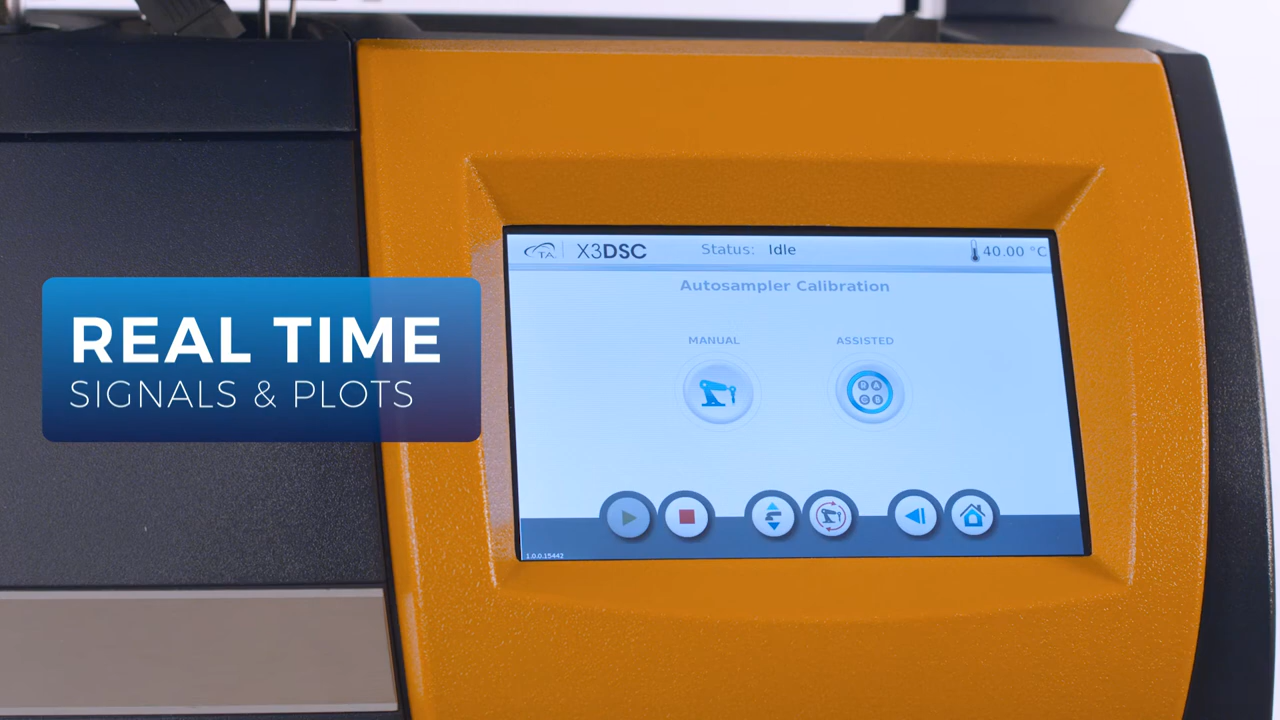 TA. X3DSC Status: Idle 40.00 °C
Autosampler Calibration
MANUAL ASSISTED
D A
C B
1.0.0.15442
REAL TIME
SIGNALS & PLOTS